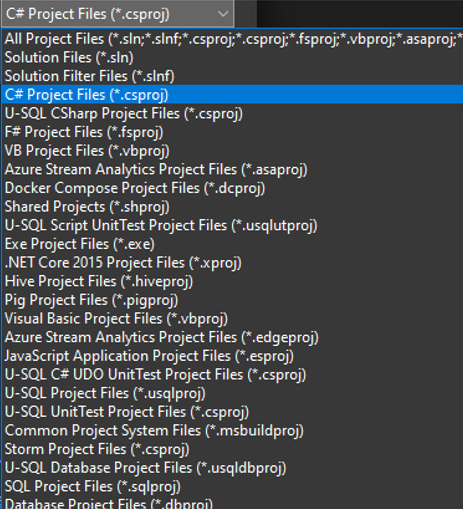 C# Project Files (*.csproj)
All Project Files (*.sln;*.slnf;*.csproj;*.csproj;*.fsproj;*.vbproj;*.asaproj;*
Solution Files (*.sln)
Solution Filter Files (*.slnf)
C# Project Files (*.csproj)
U-SQL CSharp Project Files (*.csproj)
F# Project Files (*.fsproj)
VB Project Files (*.vbproj)
Azure Stream Analytics Project Files (*.asaproj)
Docker Compose Project Files (*.dcproj)
Shared Projects (*.shproj)
U-SQL Script UnitTest Project Files (*.usqlutproj)
Exe Project Files (*.exe)
.NET Core 2015 Project Files (*.xproj)
Hive Project Files (*.hiveproj)
Pig Project Files (*.pigproj)
Visual Basic Project Files (*.vbproj)
Azure Stream Analytics Project Files (*.edgeproj)
JavaScript Application Project Files (*.esproj)
U-SQL C# UDO UnitTest Project Files (*.csproj)
U-SQL Project Files (*.usqlproj)
U-SQL UnitTest Project Files (*.csproj)
Common Project System Files (*.msbuildproj)
Storm Project Files (*.csproj)
U-SQL Database Project Files (*.usqldbproj)
SQL Project Files (*.sqlproj)
Database Project Files (*.dbproj)